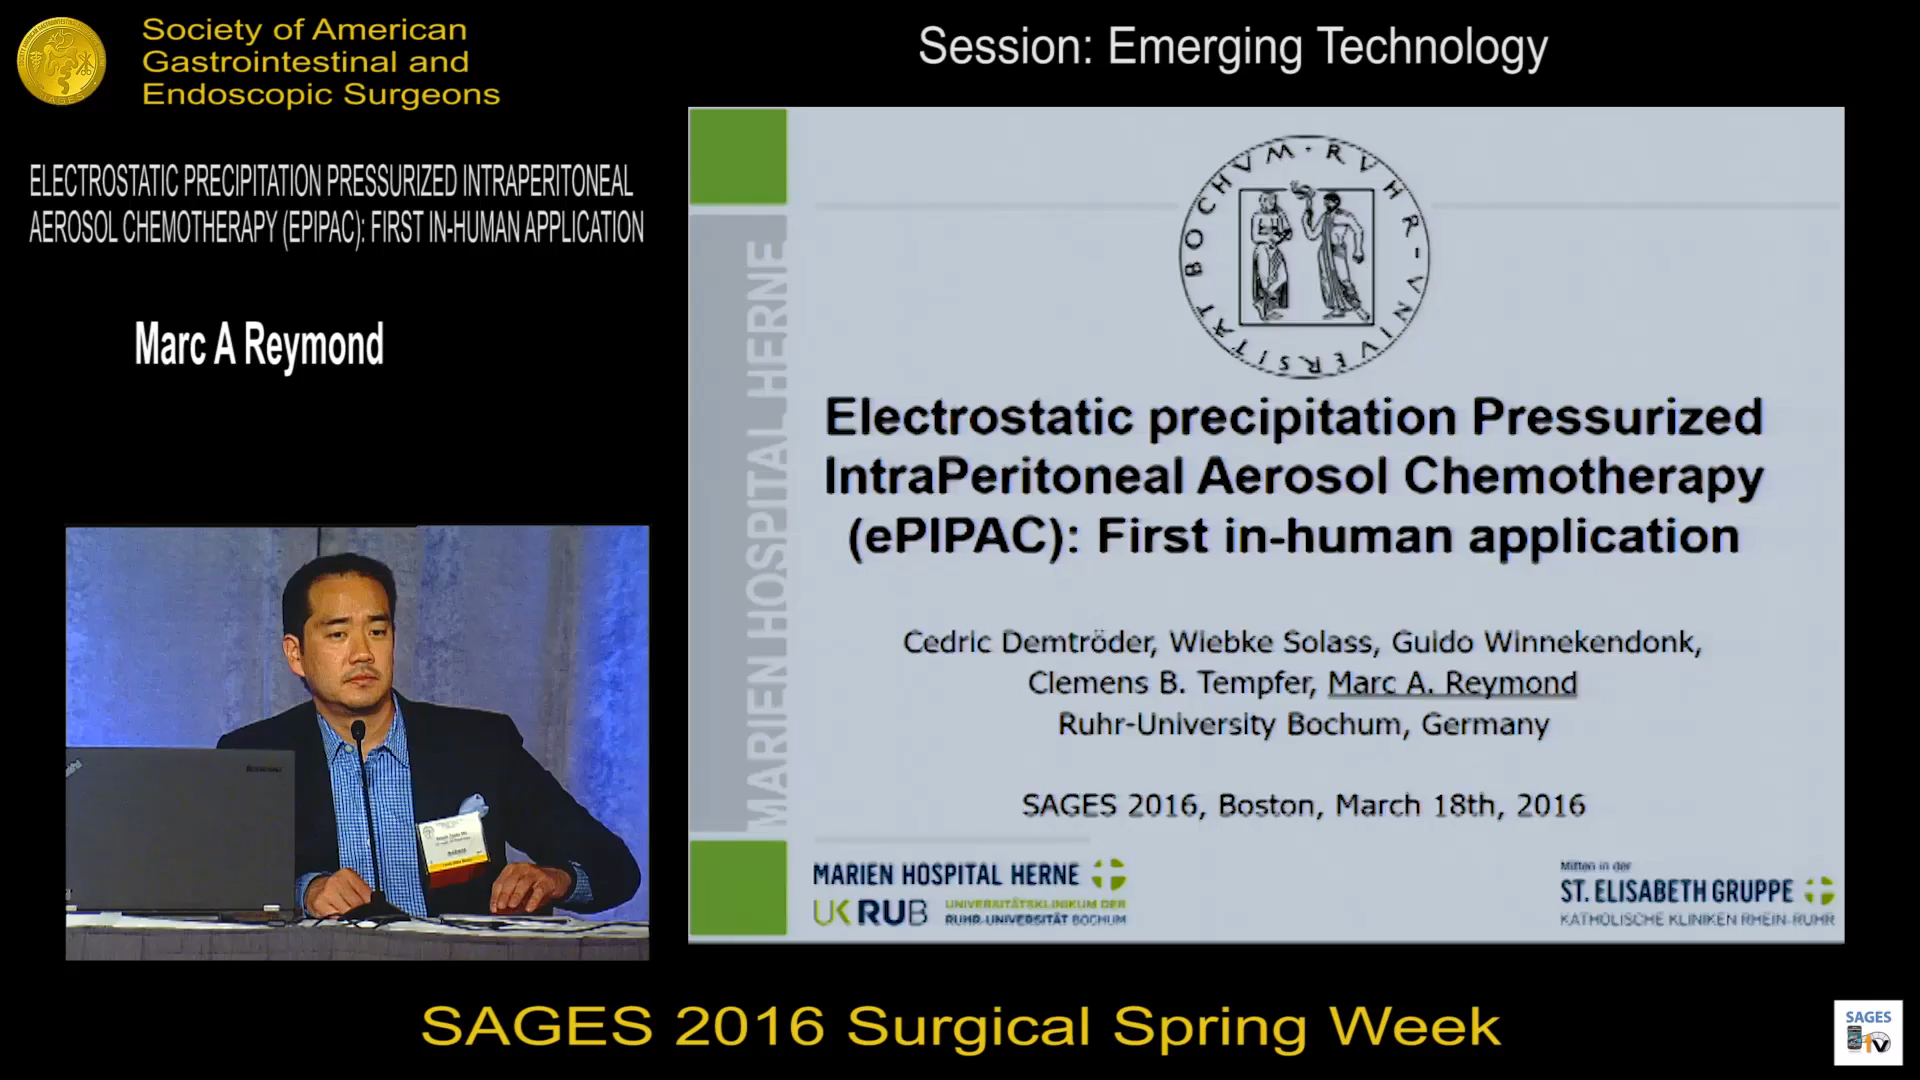 Society of American
Gastrointestinal and
Endoscopic Surgeons
SAGES
Session: Emerging Technology
ELECTROSTATIC PRECIPITATION PRESSURIZED INTRAPERITONEAL
AEROSOL CHEMOTHERAPY (EPIPAC): FIRST IN-HUMAN APPLICATION
Marc A Reymond
MARIEN HOSPITAL HERNE
RUHR-UNIVERSITÄT BOCHUM
Electrostatic precipitation Pressurized
IntraPeritoneal Aerosol Chemotherapy
(ePIPAC): First in-human application
Cedric Demtröder, Wiebke Solass, Guido Winnekendonk,
Clemens B. Tempfer, Marc A. Reymond
Ruhr-University Bochum, Germany
SAGES 2016, Boston, March 18th, 2016
MARIEN HOSPITAL HERNE
UK RUB UNIVERSITÄTSKLINIKUM DER
RUHR-UNIVERSITÄT BOCHUM
Mitten in der
ST. ELISABETH GRUPPE
KATHOLISCHE KLINIKEN RHEIN-RUHR
SAGES 2016 Surgical Spring Week
SAGES
TV